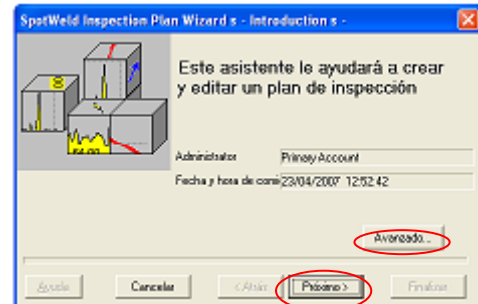 SpotWeld Inspection Plan Wizard s - Introduction s -
Este asistente le ayudará a crear
y editar un plan de inspección
Administrator Primary Account
Fecha y hora de comi 23/04/2007 12:52:42
Avanzado...
Ayuda Cancelar < Atrás Próximo > Finalizar